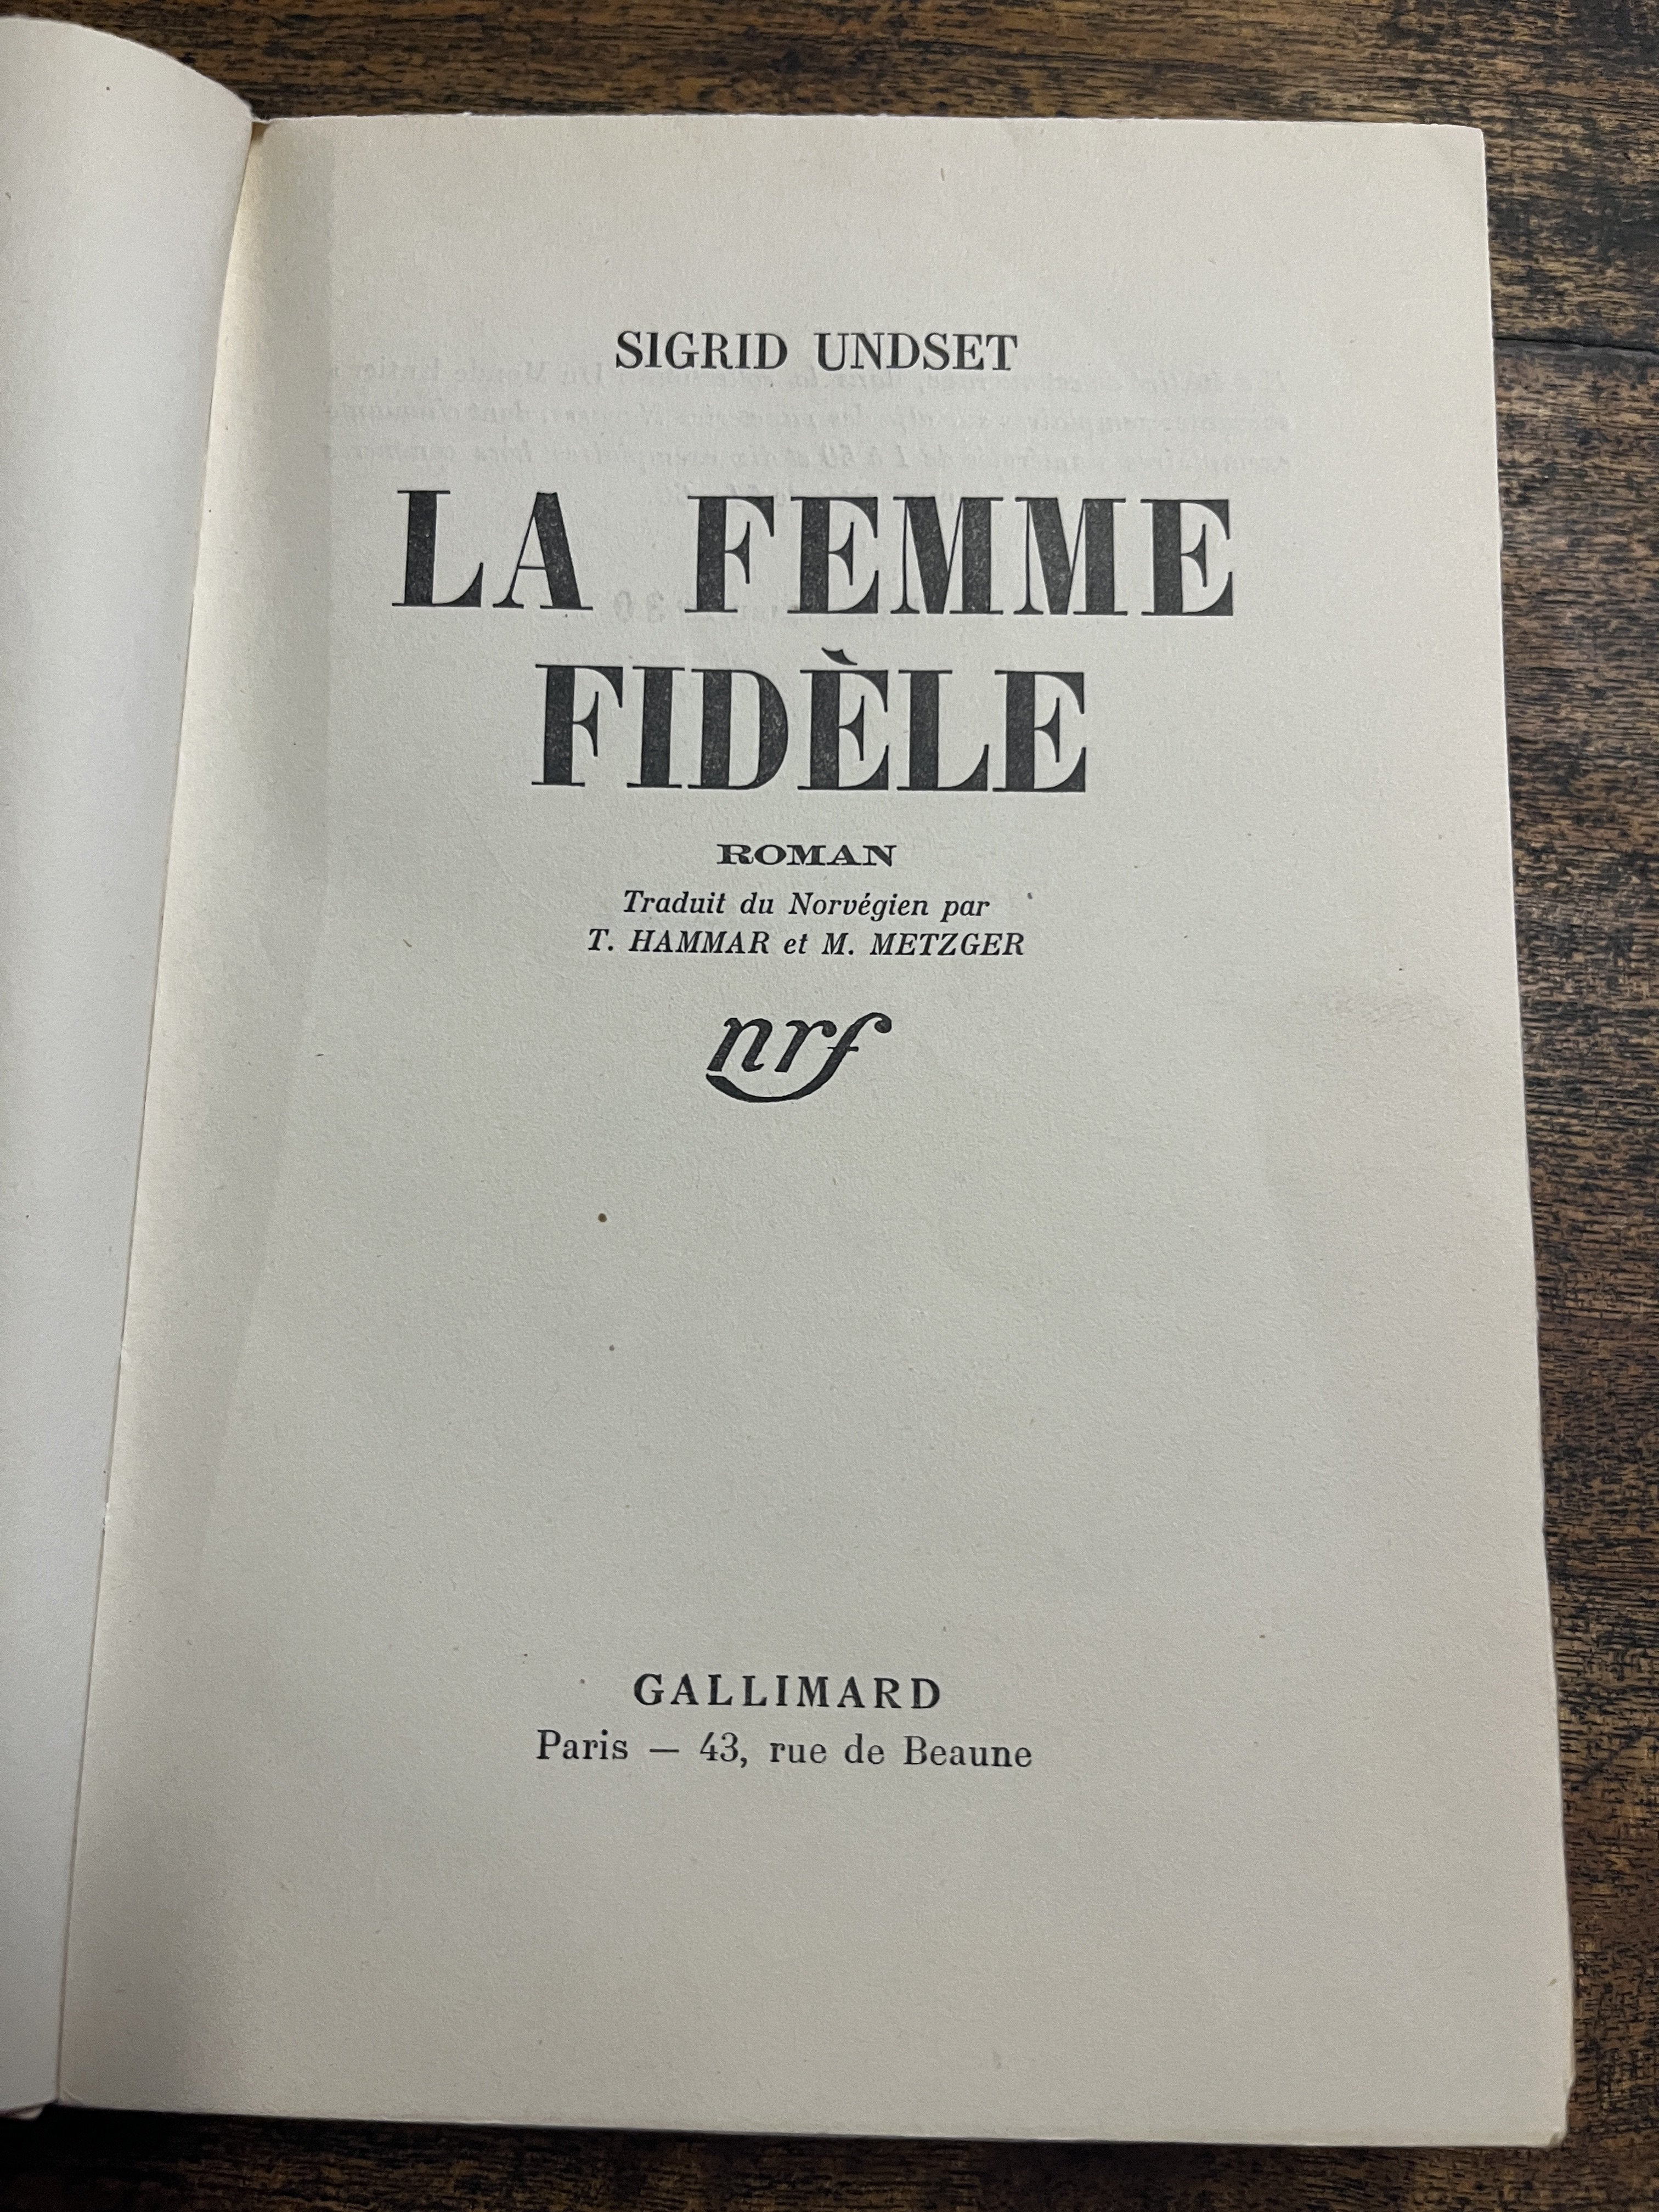 SIGRID UNDSET
LA FEMME
FIDÈLE
ROMAN
Traduit du Norvégien par
T. HAMMAR et M. METZGER
nrf
GALLIMARD
Paris — 43, rue de Beaune